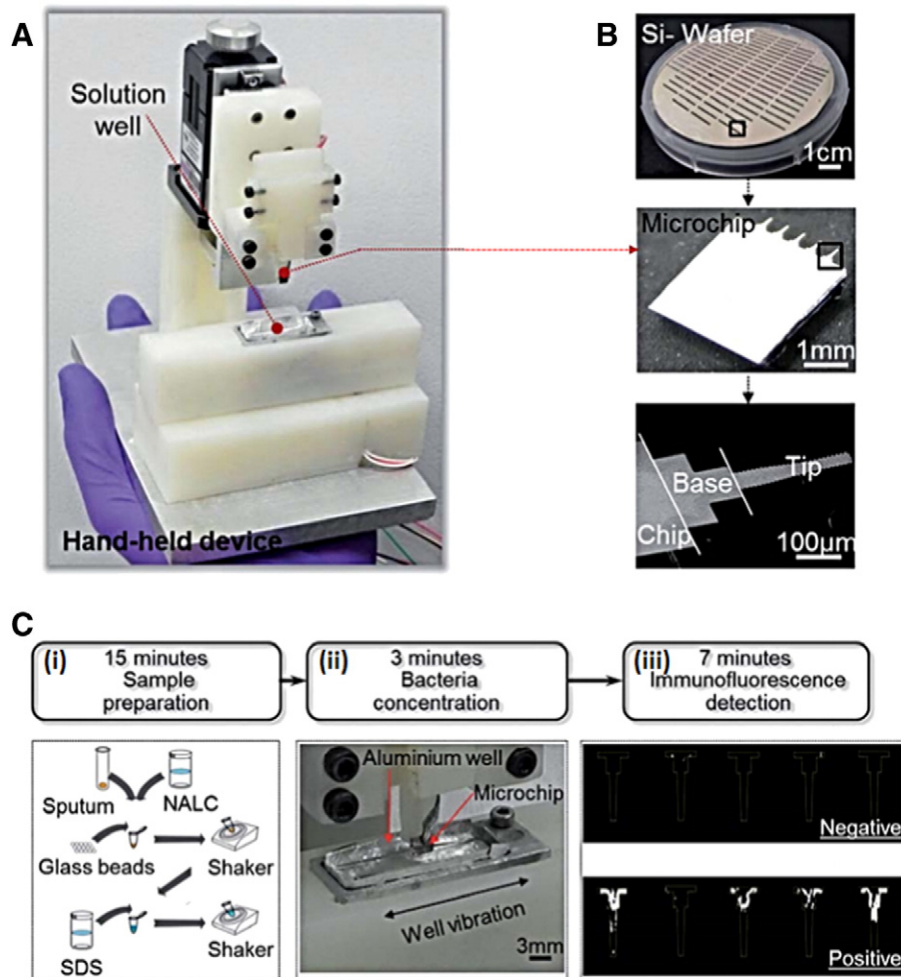 A
Solution
well
Hand-held device
B
Si- Wafer
1cm
Microchip
1mm
Chip
Base
Tip
100μm
C
(i)
15 minutes
Sample
preparation
(ii)
3 minutes
Bacteria
concentration
(iii)
7 minutes
Immunofluorescence
detection
Sputum
NALC
Glass beads
Shaker
SDS
Shaker
Aluminium well
Microchip
Well vibration
3mm
Negative
Positive